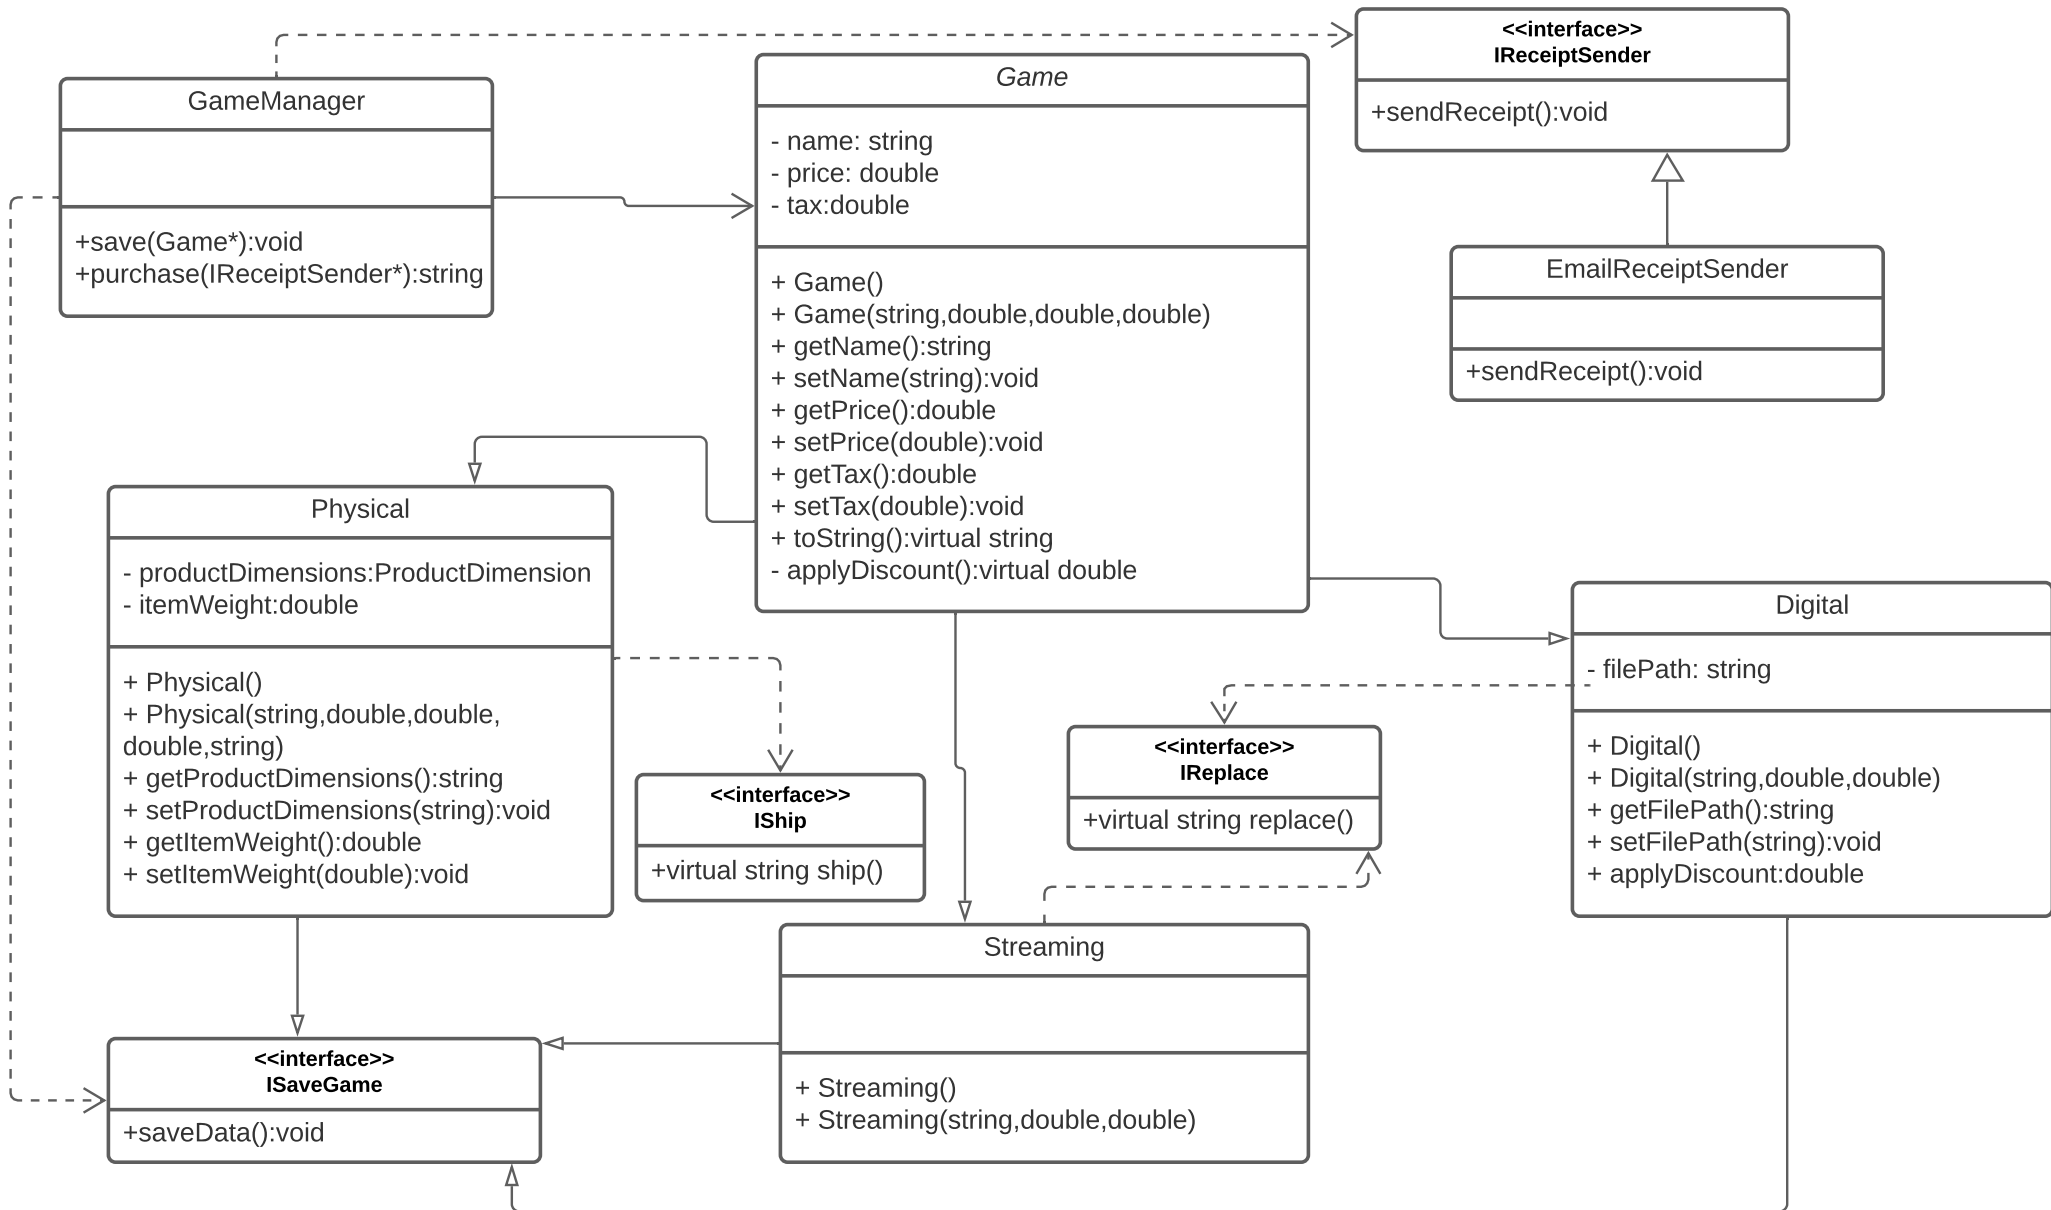 GameManager
+save(Game*):void
+purchase(IReceiptSender*):string
Game
- name: string
- price: double
- tax:double
+ Game()
+ Game(string,double,double,double)
+ getName():string
+ setName(string):void
+ getPrice():double
+ setPrice(double):void
+ getTax():double
+ setTax(double):void
+ toString():virtual string
- applyDiscount():virtual double
<<interface>>
IReceiptSender
+sendReceipt():void
EmailReceiptSender
+sendReceipt():void
Physical
- productDimensions:ProductDimension
- itemWeight:double
+ Physical()
+ Physical(string,double,double,
double,string)
+ getProductDimensions():string
+ setProductDimensions(string):void
+ getItemWeight():double
+ setItemWeight(double):void
<<interface>>
IShip
+virtual string ship()
<<interface>>
IReplace
+virtual string replace()
Digital
- filePath: string
+ Digital()
+ Digital(string,double,double)
+ getFilePath():string
+ setFilePath(string):void
+ applyDiscount:double
Streaming
+ Streaming()
+ Streaming(string,double,double)
<<interface>>
ISaveGame
+saveData():void